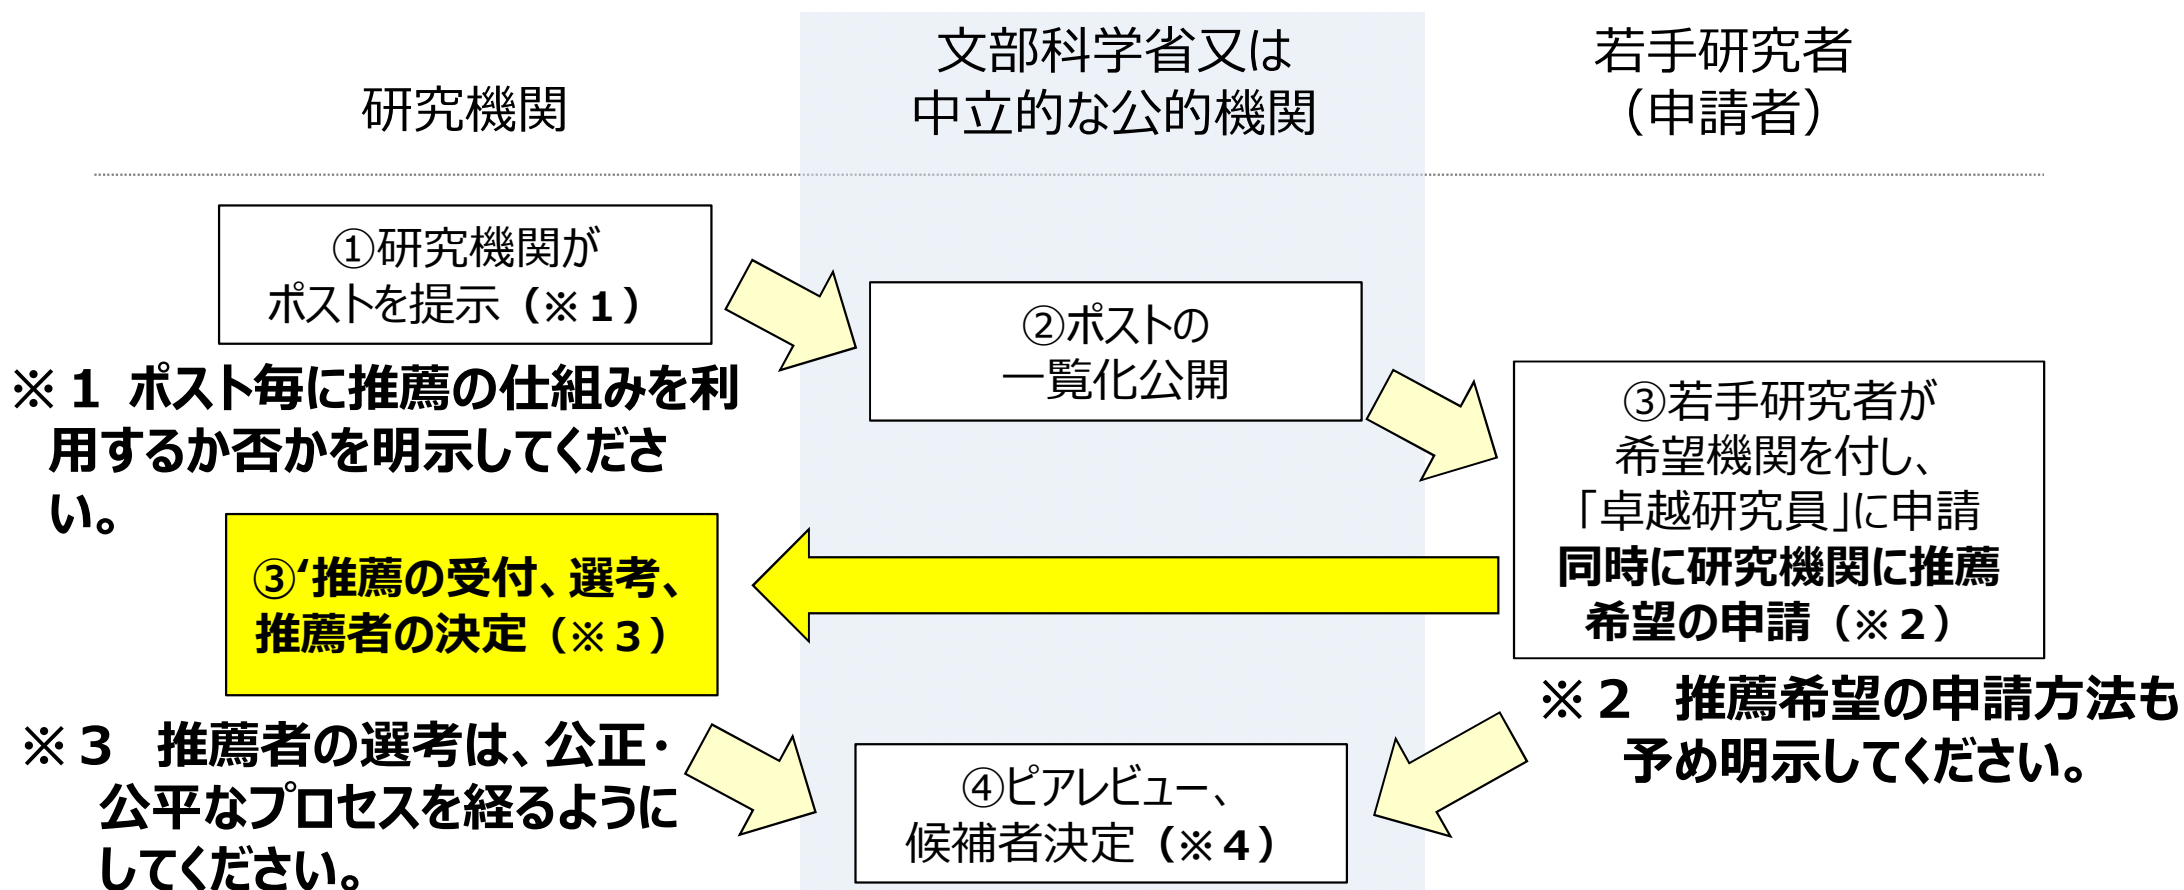 研究機関
文部科学省又は
中立的な公的機関
若手研究者
（申請者）
①研究機関が
ポストを提示（※１）
※１ ポスト毎に推薦の仕組みを利
用するか否かを明示してくださ
い。
②ポストの
一覧化公開
③若手研究者が
希望機関を付し、
「卓越研究員」に申請
同時に研究機関に推薦
希望の申請（※２）
※２　推薦希望の申請方法も
予め明示してください。
③‘推薦の受付、選考、
推薦者の決定（※３）
※３　推薦者の選考は、公正・
公平なプロセスを経るように
してください。
④ピアレビュー、
候補者決定（※４）